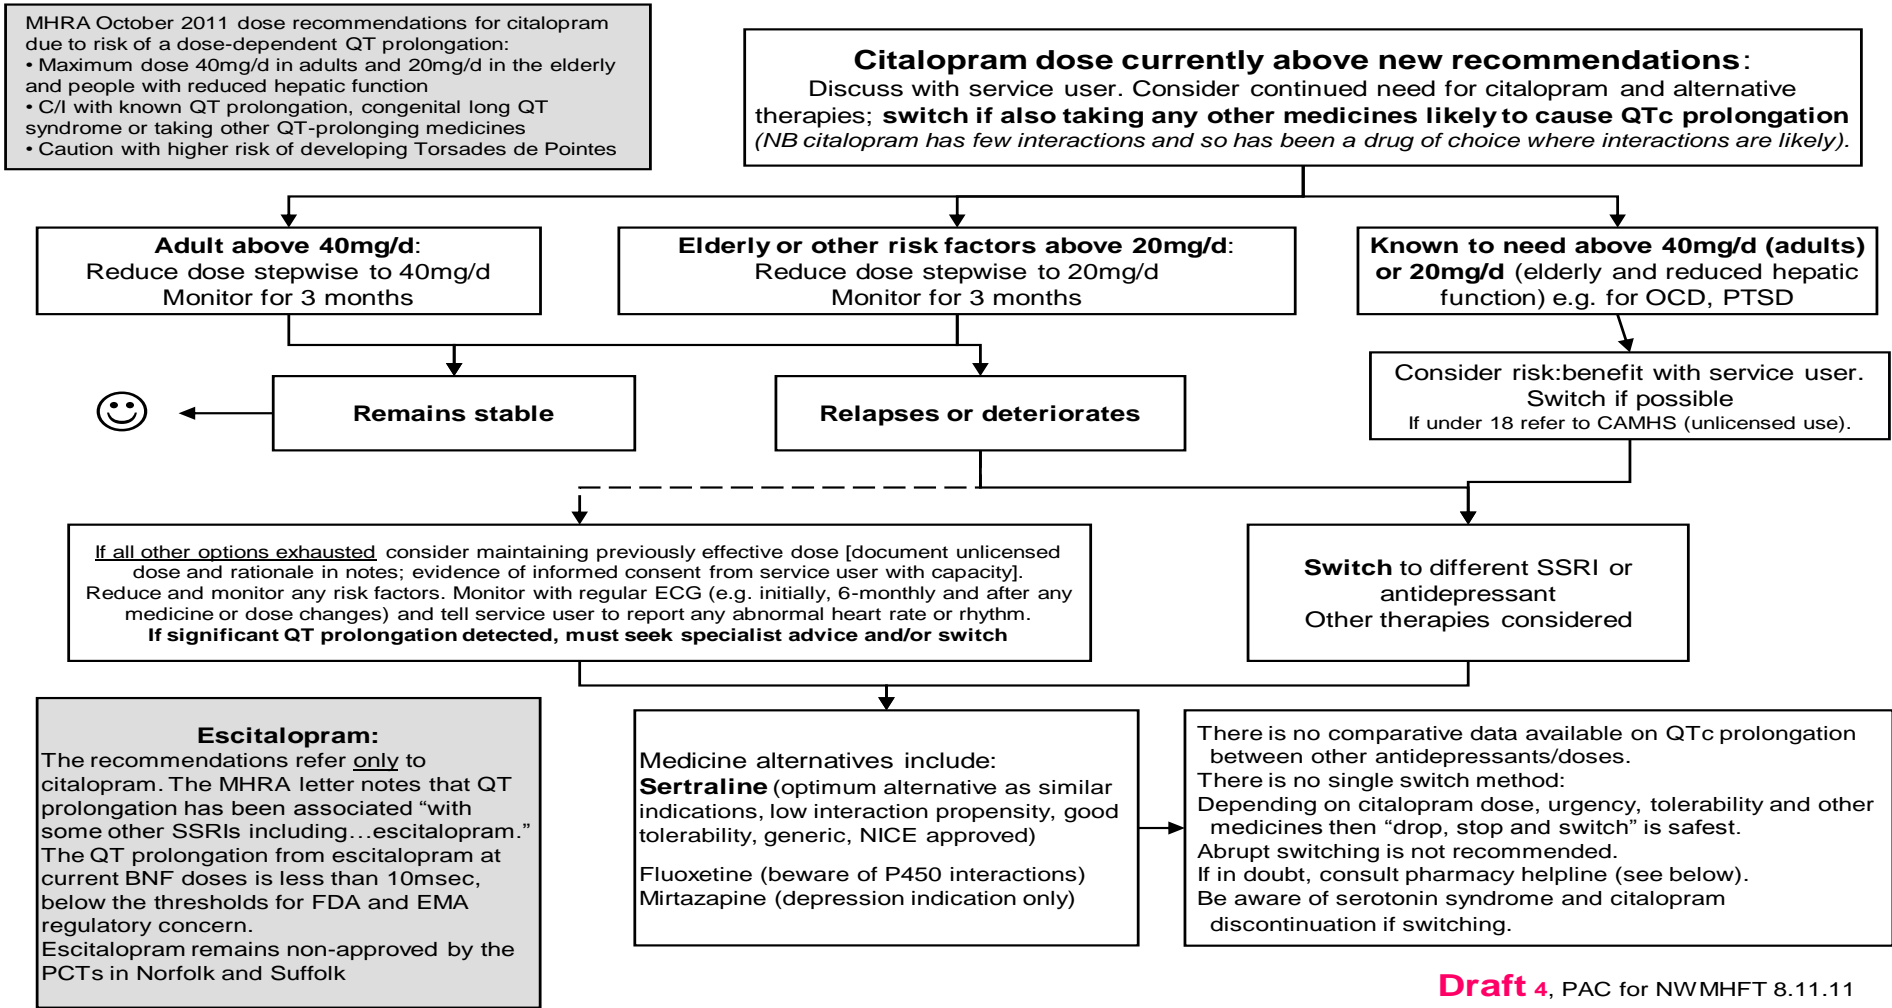 MHRA October 2011 dose recommendations for citalopram
due to risk of a dose-dependent QT prolongation:
• Maximum dose 40mg/d in adults and 20mg/d in the elderly
and people with reduced hepatic function
• C/I with known QT prolongation, congenital long QT
syndrome or taking other QT-prolonging medicines
• Caution with higher risk of developing Torsades de Pointes
Citalopram dose currently above new recommendations:
Discuss with service user. Consider continued need for citalopram and alternative
therapies; switch if also taking any other medicines likely to cause QTc prolongation
(NB citalopram has few interactions and so has been a drug of choice where interactions are likely).
Adult above 40mg/d:
Reduce dose stepwise to 40mg/d
Monitor for 3 months
Elderly or other risk factors above 20mg/d:
Reduce dose stepwise to 20mg/d
Monitor for 3 months
Known to need above 40mg/d (adults)
or 20mg/d (elderly and reduced hepatic
function) e.g. for OCD, PTSD
Remains stable
Relapses or deteriorates
Consider risk:benefit with service user.
Switch if possible
If under 18 refer to CAMHS (unlicensed use).
If all other options exhausted consider maintaining previously effective dose [document unlicensed
dose and rationale in notes; evidence of informed consent from service user with capacity].
Reduce and monitor any risk factors. Monitor with regular ECG (e.g. initially, 6-monthly and after any
medicine or dose changes) and tell service user to report any abnormal heart rate or rhythm.
If significant QT prolongation detected, must seek specialist advice and/or switch
Switch to different SSRI or
antidepressant
Other therapies considered
Escitalopram:
The recommendations refer only to
citalopram. The MHRA letter notes that QT
prolongation has been associated “with
some other SSRIs including…escitalopram.”
The QT prolongation from escitalopram at
current BNF doses is less than 10msec,
below the thresholds for FDA and EMA
regulatory concern.
Escitalopram remains non-approved by the
PCTs in Norfolk and Suffolk
Medicine alternatives include:
Sertraline (optimum alternative as similar
indications, low interaction propensity, good
tolerability, generic, NICE approved)
Fluoxetine (beware of P450 interactions)
Mirtazapine (depression indication only)
There is no comparative data available on QTc prolongation
between other antidepressants/doses.
There is no single switch method:
Depending on citalopram dose, urgency, tolerability and other
medicines then “drop, stop and switch” is safest.
Abrupt switching is not recommended.
If in doubt, consult pharmacy helpline (see below).
Be aware of serotonin syndrome and citalopram
discontinuation if switching.
Draft 4, PAC for NWMHFT 8.11.11